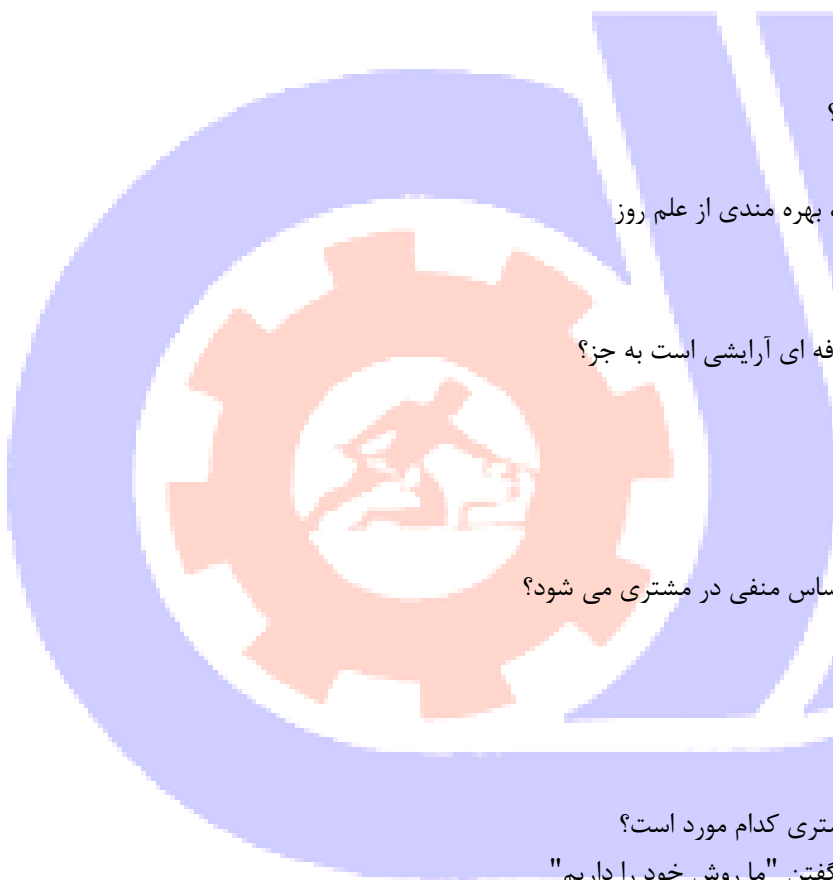 ؟
، بهره مندی از علم روز
فه ای آرایشی است به جز؟
ساس منفی در مشتری می شود؟
شتری کدام مورد است؟
گفتن "ما روش خود را داریم"